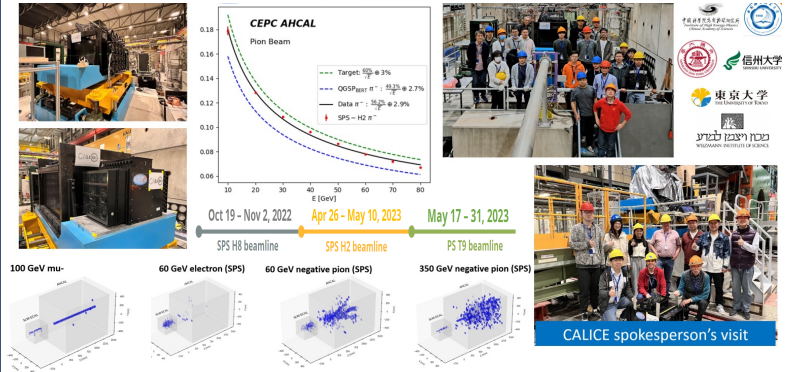 CEPC AHCAL
Pion Beam
Target: 60%/√E ⊕ 3%
QGSP_BERT π⁻: 49.3%/√E ⊕ 2.7%
Data π⁻: 56.2%/√E ⊕ 2.9%
SPS − H2 π⁻
0.18
0.16
0.14
0.12
0.10
0.08
0.06
10 20 30 40 50 60 70 80
E [GeV]
信州大学
SHINSHU UNIVERSITY
東京大学
THE UNIVERSITY OF TOKYO
מכון ויצמן למדע
WEIZMANN INSTITUTE OF SCIENCE
Oct 19 – Nov 2, 2022
Apr 26 – May 10, 2023
May 17 – 31, 2023
SPS H8 beamline
SPS H2 beamline
PS T9 beamline
100 GeV mu-
60 GeV electron (SPS)
60 GeV negative pion (SPS)
350 GeV negative pion (SPS)
AHCAL
AHCAL
AHCAL
AHCAL
CALICE spokesperson's visit